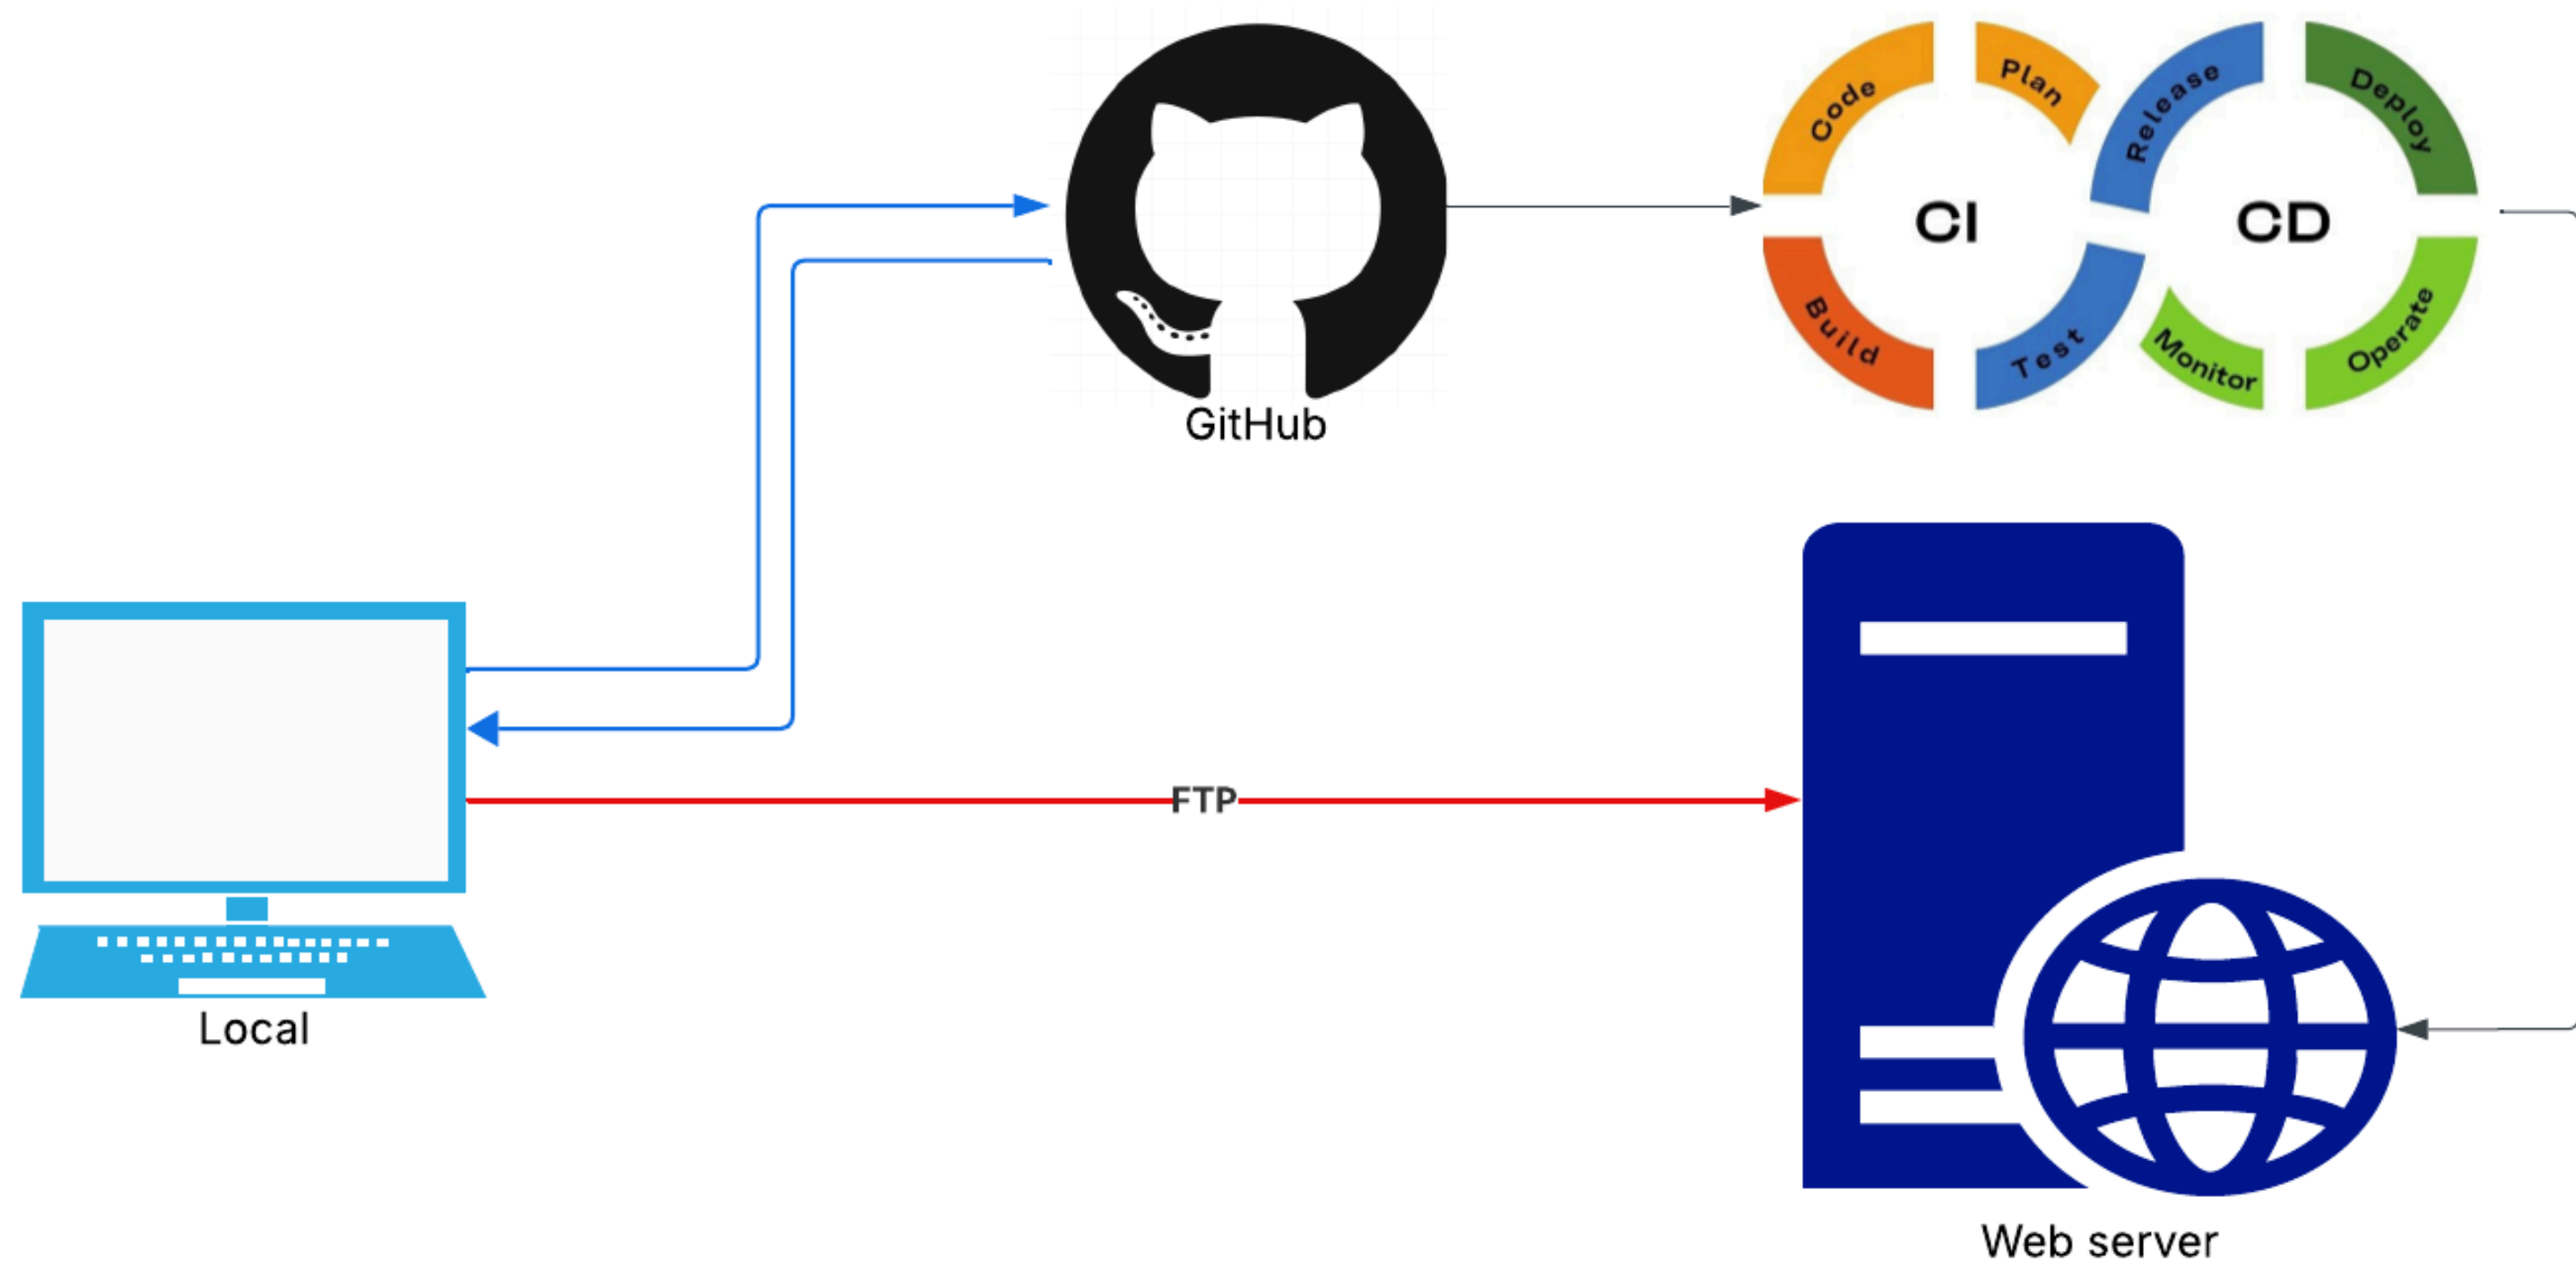 GitHub
Code
Plan
Release
Deploy
CI
CD
Build
Test
Monitor
Operate
FTP
Local
Web server